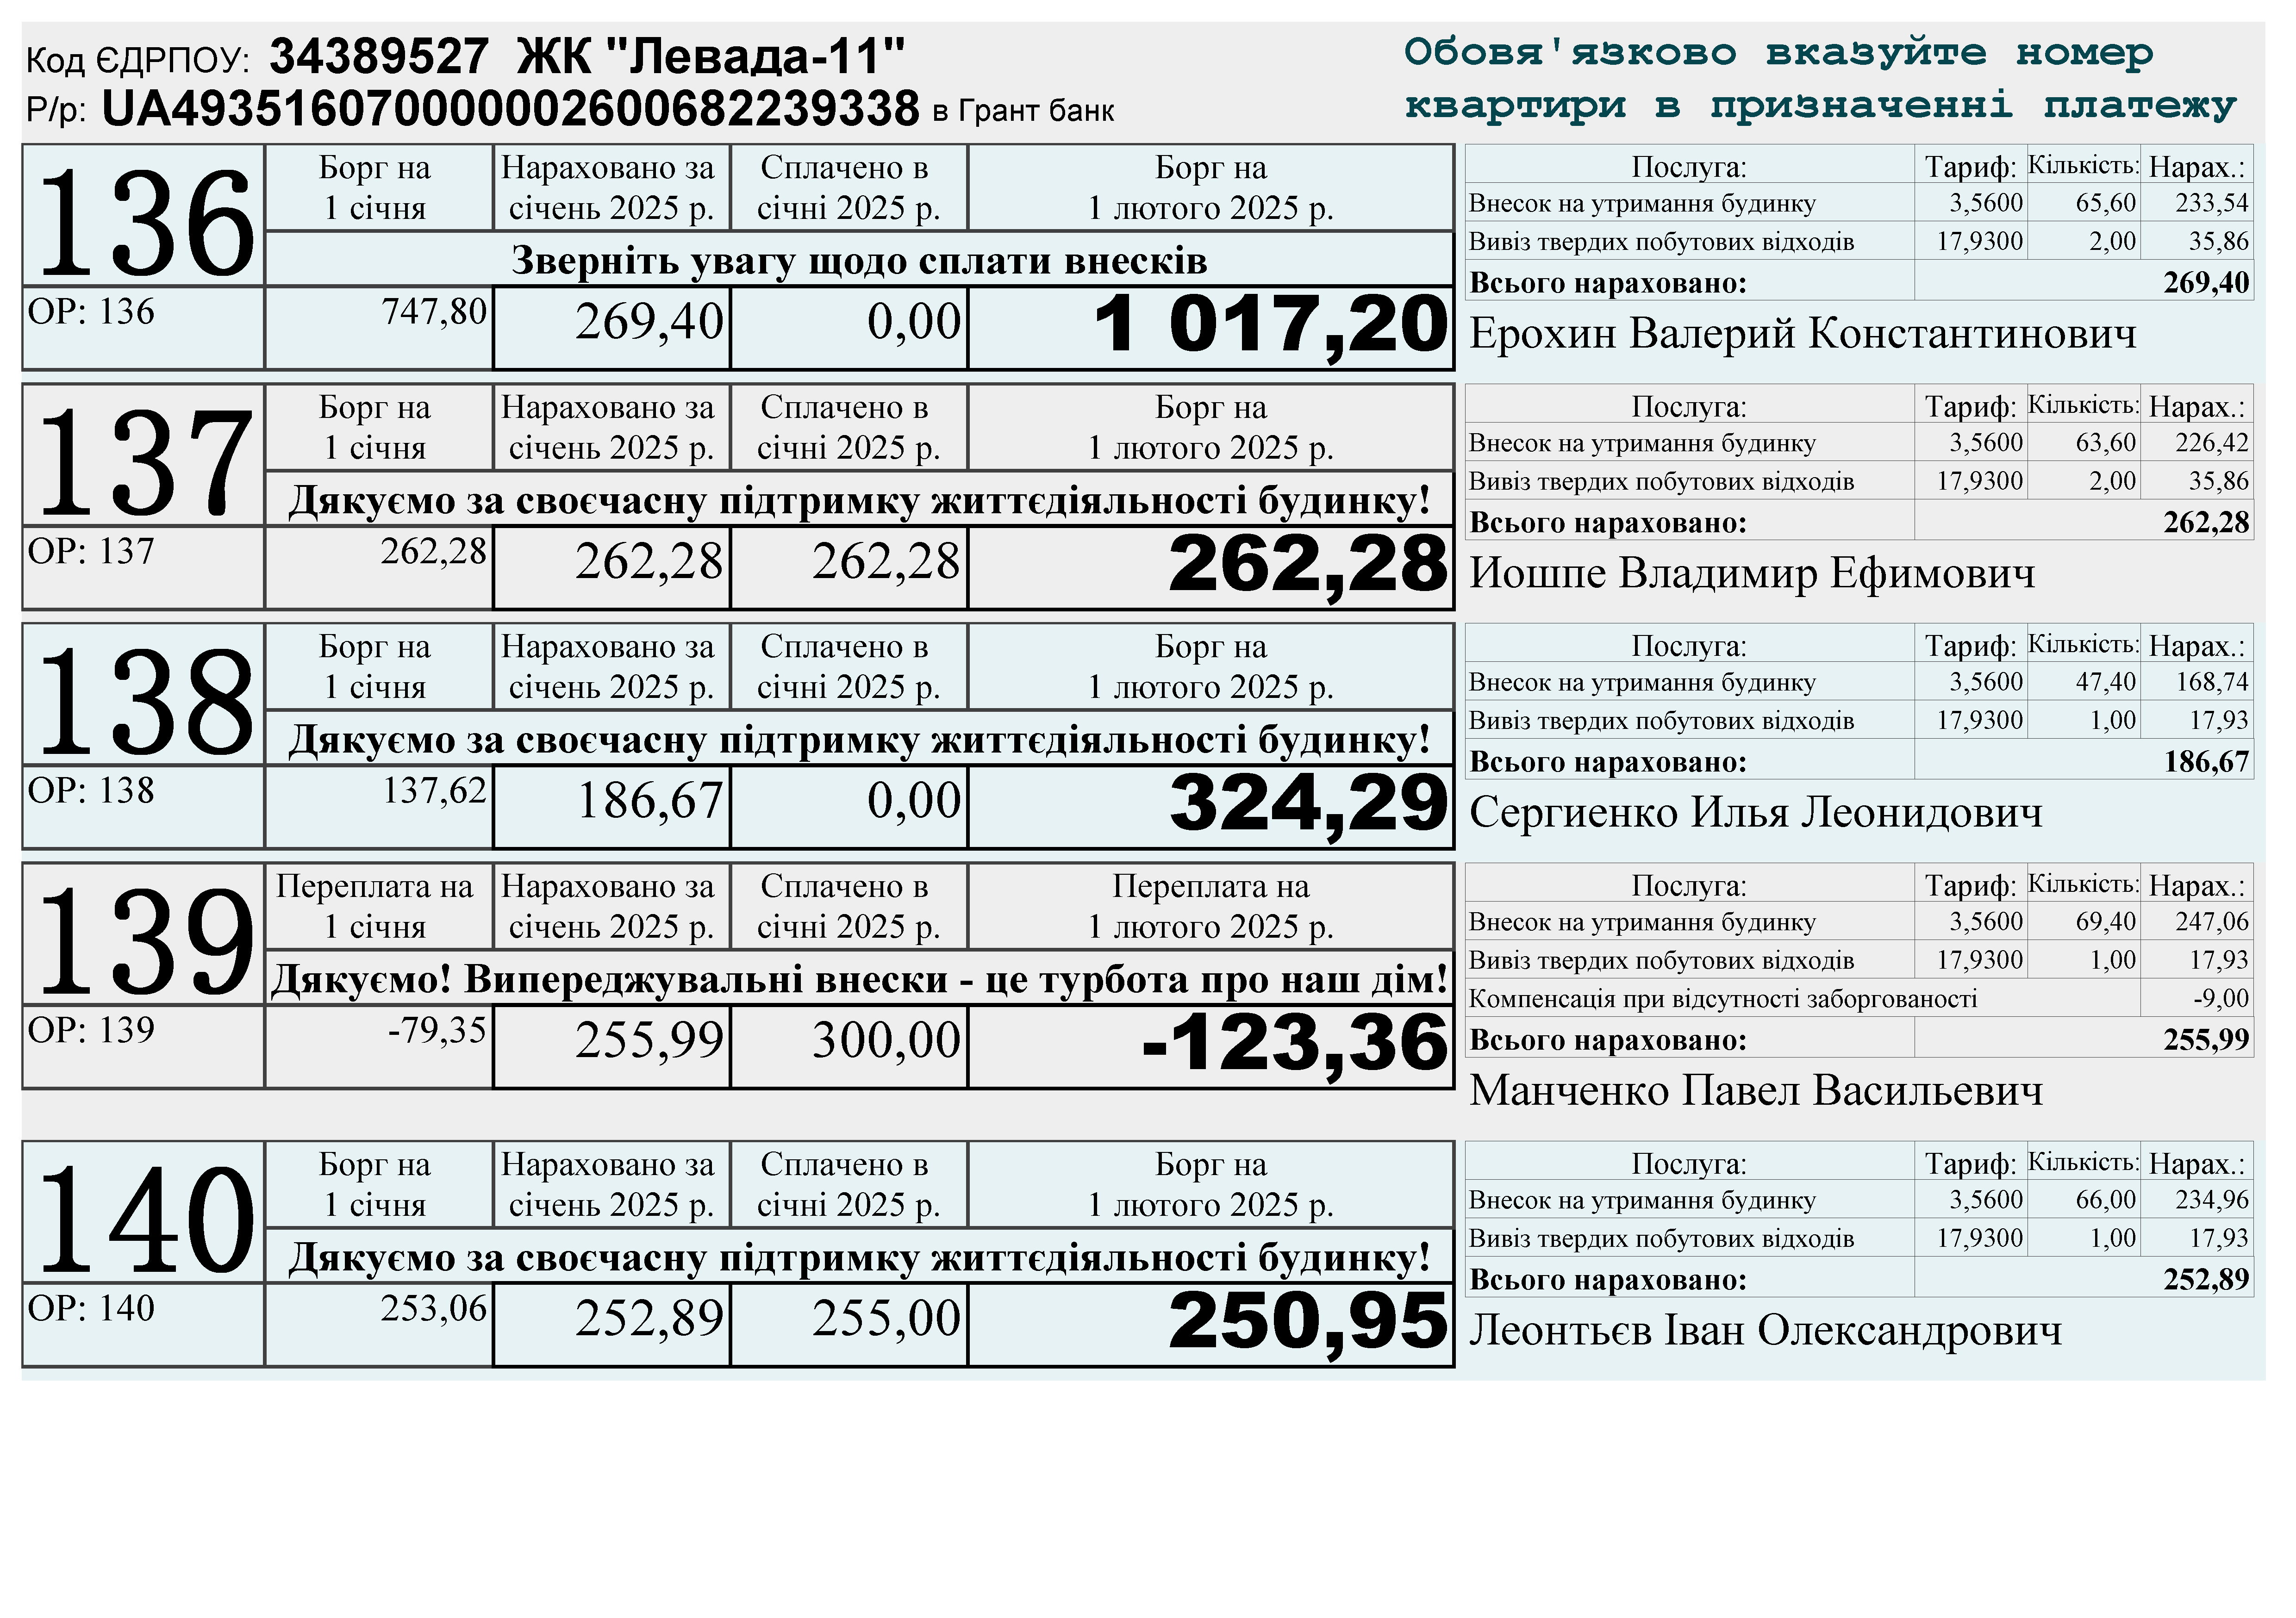 Код ЄДРПОУ: 34389527 ЖК "Левада-11"
Р/р: UA493516070000002600682239338 в Грант банк
Обовя'язково вказуйте номер
квартири в призначенні платежу
136
Борг на
1 січня
Нараховано за
січень 2025 р.
Сплачено в
січні 2025 р.
Борг на
1 лютого 2025 р.
Зверніть увагу щодо сплати внесків
ОР: 136 747,80 269,40 0,00 1 017,20
Послуга: Тариф: Кількість: Нарах.:
Внесок на утримання будинку 3,5600 65,60 233,54
Вивіз твердих побутових відходів 17,9300 2,00 35,86
Всього нараховано: 269,40
Ерохин Валерий Константинович
137
Борг на
1 січня
Нараховано за
січень 2025 р.
Сплачено в
січні 2025 р.
Борг на
1 лютого 2025 р.
Дякуємо за своєчасну підтримку життєдіяльності будинку!
ОР: 137 262,28 262,28 262,28 262,28
Послуга: Тариф: Кількість: Нарах.:
Внесок на утримання будинку 3,5600 63,60 226,42
Вивіз твердих побутових відходів 17,9300 2,00 35,86
Всього нараховано: 262,28
Иошпе Владимир Ефимович
138
Борг на
1 січня
Нараховано за
січень 2025 р.
Сплачено в
січні 2025 р.
Борг на
1 лютого 2025 р.
Дякуємо за своєчасну підтримку життєдіяльності будинку!
ОР: 138 137,62 186,67 0,00 324,29
Послуга: Тариф: Кількість: Нарах.:
Внесок на утримання будинку 3,5600 47,40 168,74
Вивіз твердих побутових відходів 17,9300 1,00 17,93
Всього нараховано: 186,67
Сергиенко Илья Леонидович
139
Переплата на
1 січня
Нараховано за
січень 2025 р.
Сплачено в
січні 2025 р.
Переплата на
1 лютого 2025 р.
Дякуємо! Випереджувальні внески - це турбота про наш дім!
ОР: 139 -79,35 255,99 300,00 -123,36
Послуга: Тариф: Кількість: Нарах.:
Внесок на утримання будинку 3,5600 69,40 247,06
Вивіз твердих побутових відходів 17,9300 1,00 17,93
Компенсація при відсутності заборгованості -9,00
Всього нараховано: 255,99
Манченко Павел Васильевич
140
Борг на
1 січня
Нараховано за
січень 2025 р.
Сплачено в
січні 2025 р.
Борг на
1 лютого 2025 р.
Дякуємо за своєчасну підтримку життєдіяльності будинку!
ОР: 140 253,06 252,89 255,00 250,95
Послуга: Тариф: Кількість: Нарах.:
Внесок на утримання будинку 3,5600 66,00 234,96
Вивіз твердих побутових відходів 17,9300 1,00 17,93
Всього нараховано: 252,89
Леонтьєв Іван Олександрович